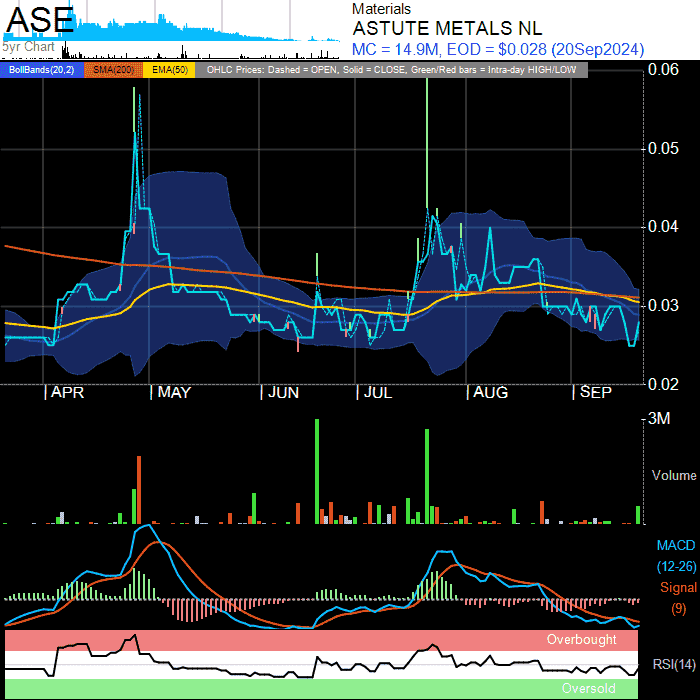 ASE
5yr Chart
Materials
ASTUTE METALS NL
MC = 14.9M, EOD = $0.028 (20Sep2024)
BollBands(20,2) SMA(200) EMA(50) OHLC Prices: Dashed = OPEN, Solid = CLOSE, Green/Red bars = Intra-day HIGH/LOW
0.06
0.05
0.04
0.03
0.02
APR MAY JUN JUL AUG SEP
3M
Volume
MACD
(12-26)
Signal
(9)
Overbought
RSI(14)
Oversold